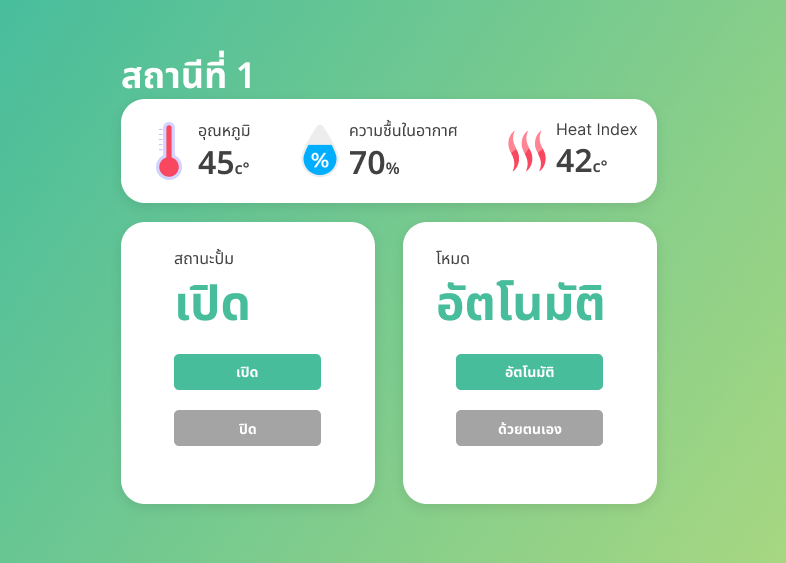 สถานีที่ 1
อุณหภูมิ
45c°
ความชื้นในอากาศ
%
70%
Heat Index
42c°
สถานะปั้ม
เปิด
เปิด
ปิด
โหมด
อัตโนมัติ
อัตโนมัติ
ด้วยตนเอง